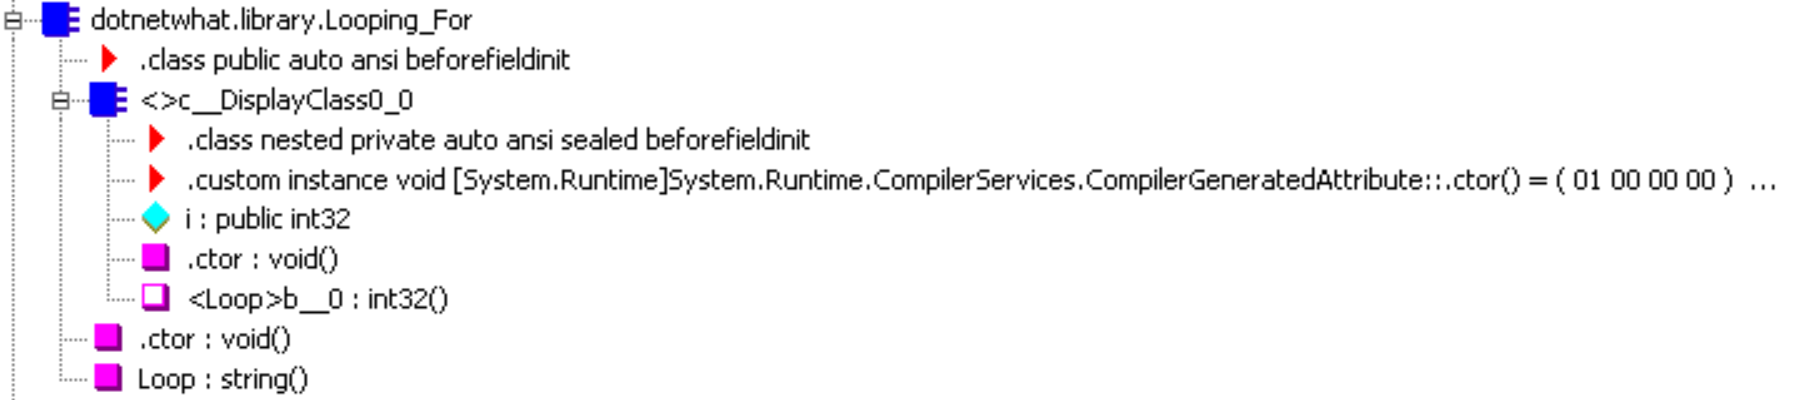 dotnetwhat.library.Looping_For
.class public auto ansi beforefieldinit
<>c__DisplayClass0_0
.class nested private auto ansi sealed beforefieldinit
.custom instance void [System.Runtime]System.Runtime.CompilerServices.CompilerGeneratedAttribute::.ctor() = ( 01 00 00 00 ) ...
i : public int32
.ctor : void()
<Loop>b__0 : int32()
.ctor : void()
Loop : string()